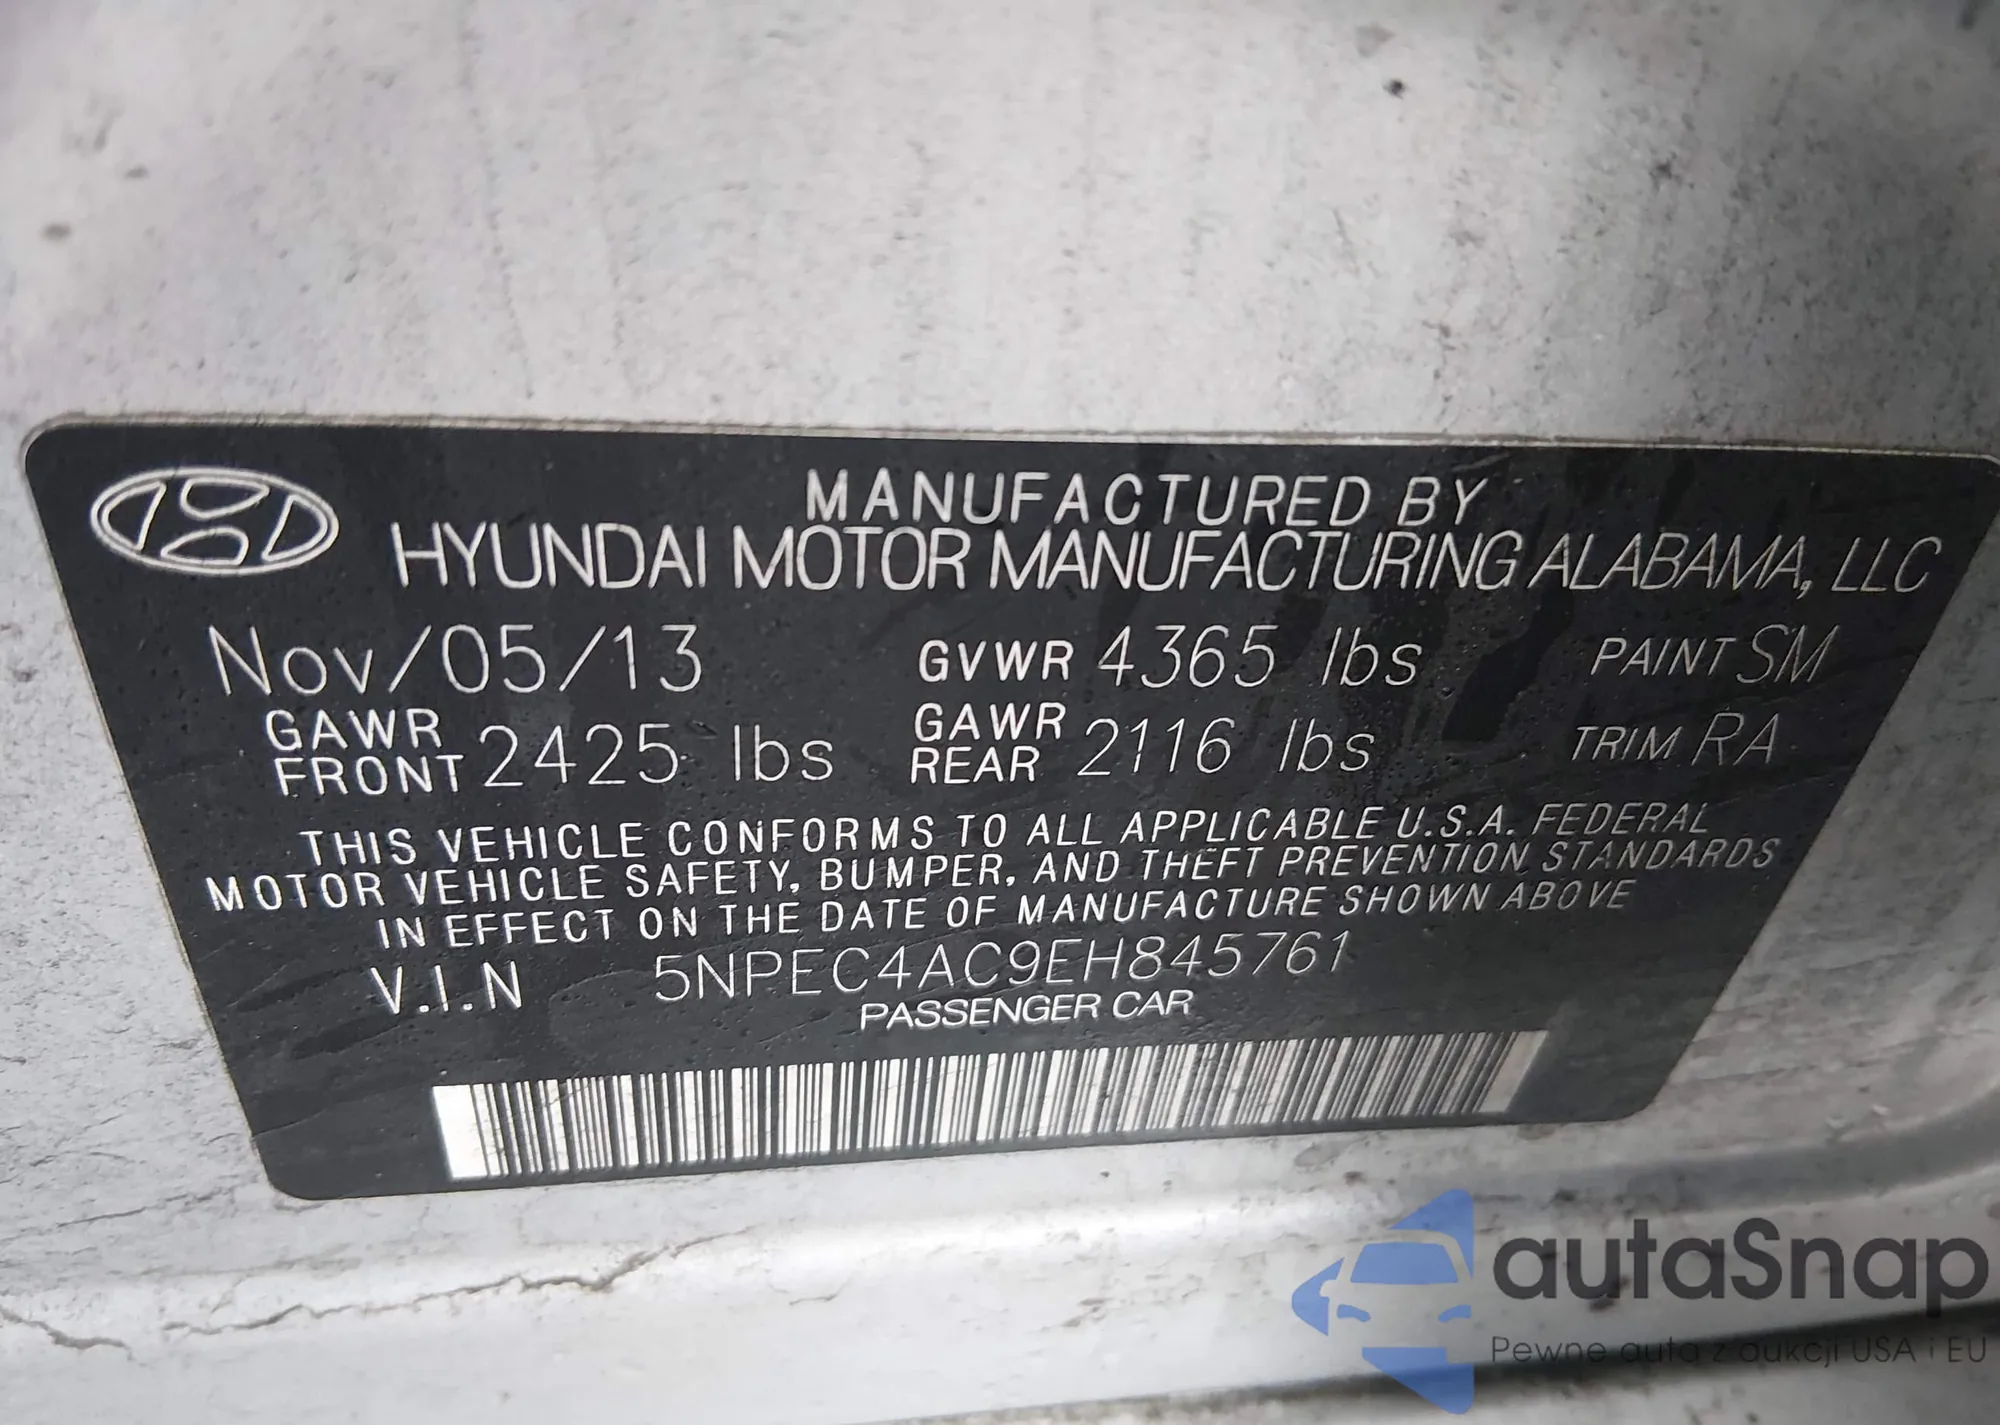 MANUFACTURED BY
HYUNDAI MOTOR MANUFACTURING ALABAMA, LLC
Nov/05/13 GVWR 4365 lbs PAINT SM
GAWR FRONT 2425 lbs GAWR REAR 2116 lbs TRIM RA
THIS VEHICLE CONFORMS TO ALL APPLICABLE U.S.A. FEDERAL
MOTOR VEHICLE SAFETY, BUMPER, AND THEFT PREVENTION STANDARDS
IN EFFECT ON THE DATE OF MANUFACTURE SHOWN ABOVE
V.I.N 5NPEC4AC9EH845761
PASSENGER CAR
autaSnap
Pewne auta z aukcji USA i EU